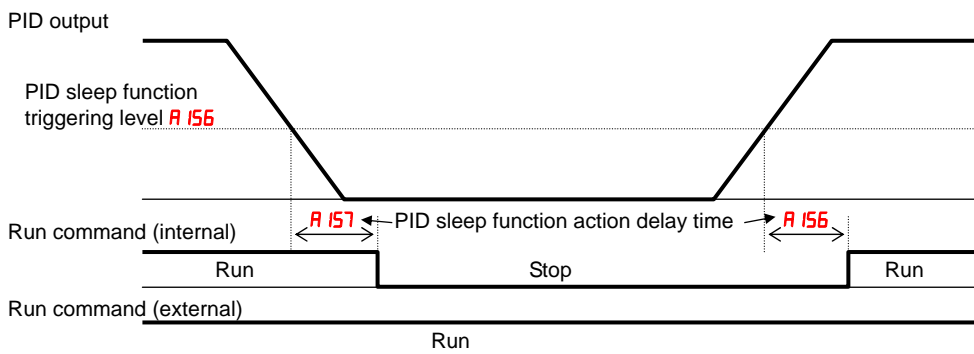 PID output
PID sleep function
triggering level A156
A157 PID sleep function action delay time A156
Run command (internal)
Run Stop Run
Run command (external)
Run